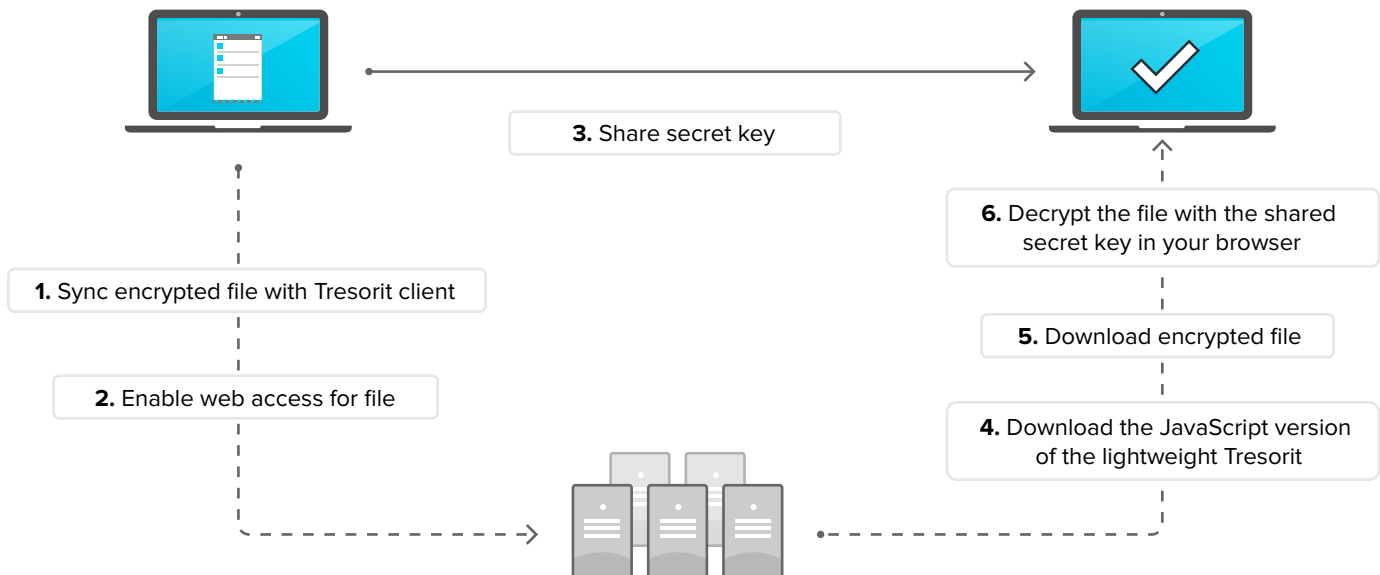 3. Share secret key
1. Sync encrypted file with Tresorit client
2. Enable web access for file
6. Decrypt the file with the shared
secret key in your browser
5. Download encrypted file
4. Download the JavaScript version
of the lightweight Tresorit